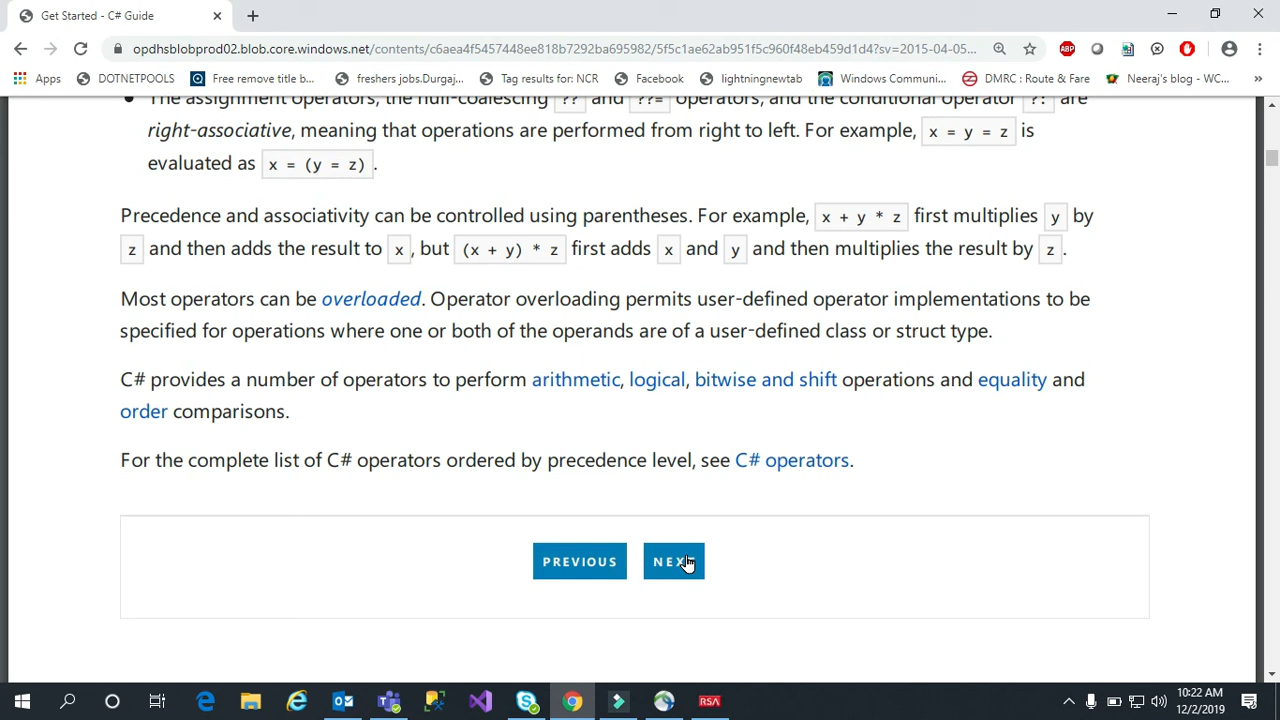 Get Started - C# Guide
opdhsblobprod02.blob.core.windows.net/contents/c6aea4f5457448ee818b7292ba695982/5f5c1ae62ab951f5c960f48eb459d1d4?sv=2015-04-05...
ABP
Apps DOTNETPOOLS Free remove title b... freshers jobs.Durgaj... Tag results for: NCR Facebook lightningnewtab Windows Communi... DMRC : Route & Fare Neeraj's blog - WC... »
The assignment operators, the null-coalescing ?? and ??= operators, and the conditional operator ?: are
right-associative, meaning that operations are performed from right to left. For example, x = y = z is
evaluated as x = (y = z) .
Precedence and associativity can be controlled using parentheses. For example, x + y * z first multiplies y by
z and then adds the result to x , but (x + y) * z first adds x and y and then multiplies the result by z .
Most operators can be overloaded. Operator overloading permits user-defined operator implementations to be
specified for operations where one or both of the operands are of a user-defined class or struct type.
C# provides a number of operators to perform arithmetic, logical, bitwise and shift operations and equality and
order comparisons.
For the complete list of C# operators ordered by precedence level, see C# operators.
PREVIOUS NEXT
RSA
10:22 AM
12/2/2019